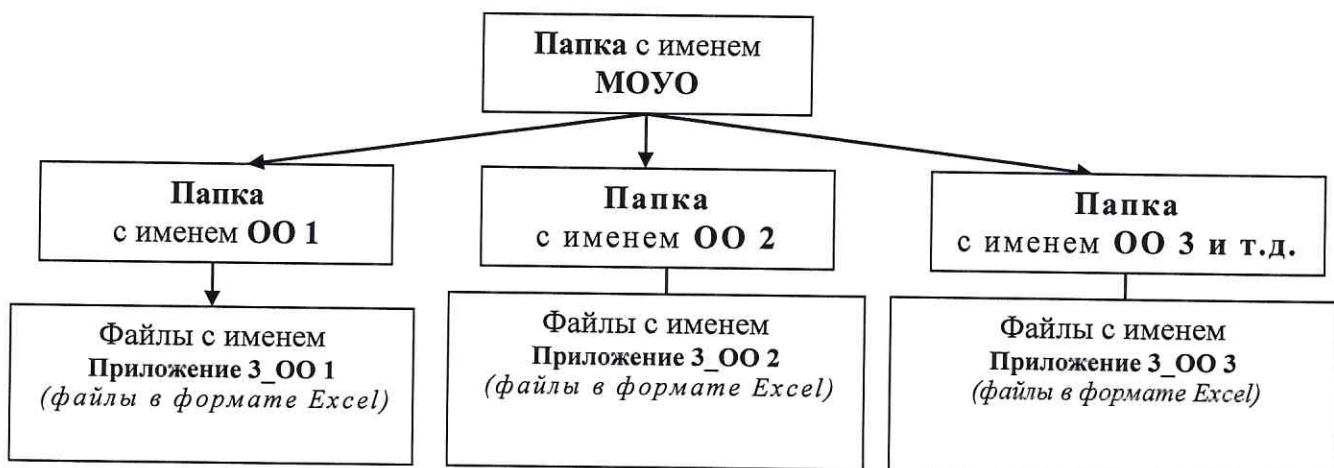 Папка с именем
МОУО
Папка
с именем ОО 1
Папка
с именем ОО 2
Папка
с именем ОО 3 и т.д.
Файлы с именем
Приложение 3_ОО 1
(файлы в формате Excel)
Файлы с именем
Приложение 3_ОО 2
(файлы в формате Excel)
Файлы с именем
Приложение 3_ОО 3
(файлы в формате Excel)